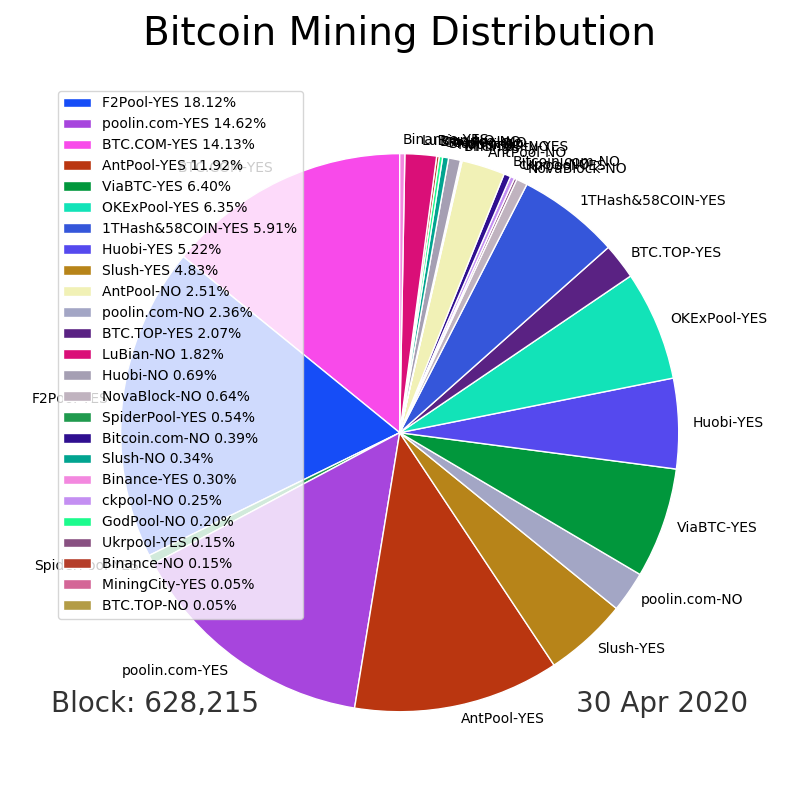 Bitcoin Mining Distribution
F2Pool-YES 18.12%
poolin.com-YES 14.62%
BTC.COM-YES 14.13%
AntPool-YES 11.92%
ViaBTC-YES 6.40%
OKExPool-YES 6.35%
1THash&58COIN-YES 5.91%
Huobi-YES 5.22%
Slush-YES 4.83%
AntPool-NO 2.51%
poolin.com-NO 2.36%
BTC.TOP-YES 2.07%
LuBian-NO 1.82%
Huobi-NO 0.69%
NovaBlock-NO 0.64%
SpiderPool-YES 0.54%
Bitcoin.com-NO 0.39%
Slush-NO 0.34%
Binance-YES 0.30%
ckpool-NO 0.25%
GodPool-NO 0.20%
Ukrpool-YES 0.15%
Binance-NO 0.15%
MiningCity-YES 0.05%
BTC.TOP-NO 0.05%
Binance-YES
AntPool-NO
Bitcoin.com-NO
NovaBlock-NO
1THash&58COIN-YES
BTC.TOP-YES
OKExPool-YES
Huobi-YES
ViaBTC-YES
poolin.com-NO
Slush-YES
AntPool-YES
poolin.com-YES
Block: 628,215
30 Apr 2020